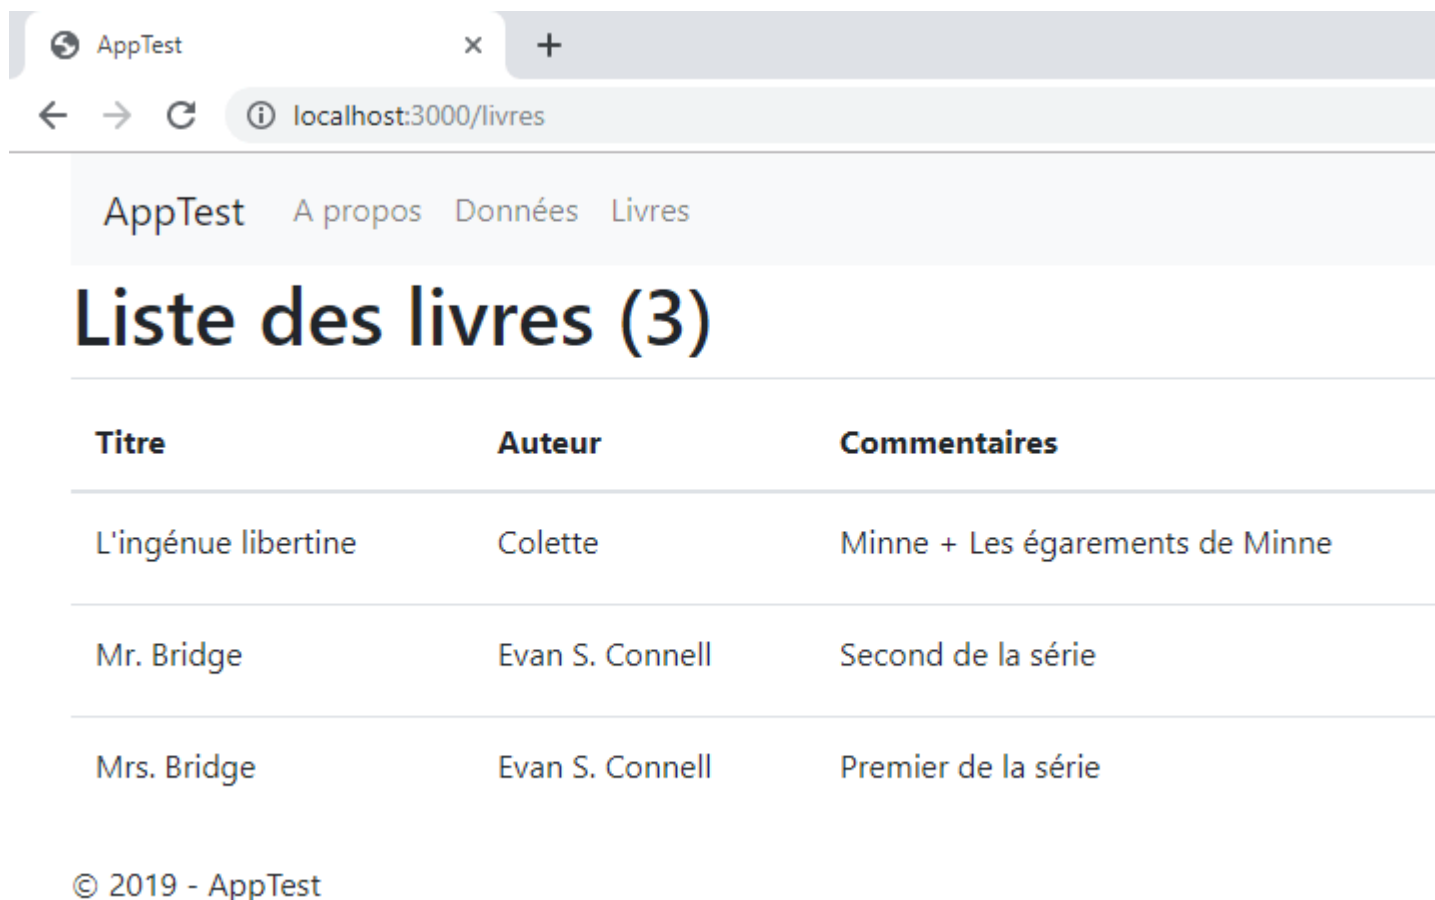 AppTest
localhost:3000/livres
AppTest A propos Données Livres
Liste des livres (3)
Titre Auteur Commentaires
L'ingénue libertine Colette Minne + Les égarements de Minne
Mr. Bridge Evan S. Connell Second de la série
Mrs. Bridge Evan S. Connell Premier de la série
© 2019 - AppTest